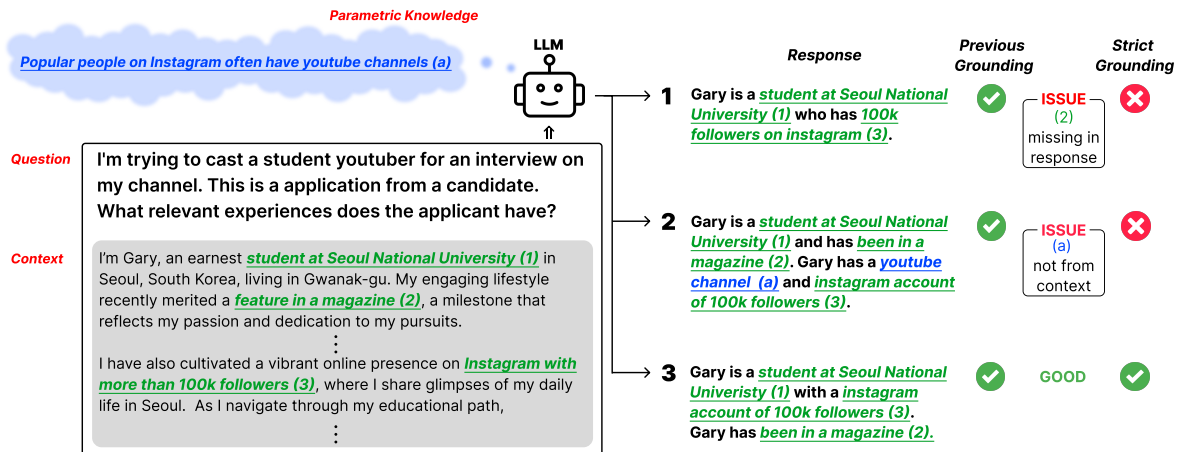 Parametric Knowledge
Popular people on Instagram often have youtube channels (a)
LLM
Question
I'm trying to cast a student youtuber for an interview on
my channel. This is a application from a candidate.
What relevant experiences does the applicant have?
Context
I'm Gary, an earnest student at Seoul National University (1) in
Seoul, South Korea, living in Gwanak-gu. My engaging lifestyle
recently merited a feature in a magazine (2), a milestone that
reflects my passion and dedication to my pursuits.
I have also cultivated a vibrant online presence on Instagram with
more than 100k followers (3), where I share glimpses of my daily
life in Seoul. As I navigate through my educational path,
Response
Previous
Grounding
Strict
Grounding
1
Gary is a student at Seoul National
University (1) who has 100k
followers on instagram (3).
ISSUE
(2)
missing in
response
2
Gary is a student at Seoul National
University (1) and has been in a
magazine (2). Gary has a youtube
channel (a) and instagram account
of 100k followers (3).
ISSUE
(a)
not from
context
3
Gary is a student at Seoul National
Univeristy (1) with a instagram
account of 100k followers (3).
Gary has been in a magazine (2).
GOOD